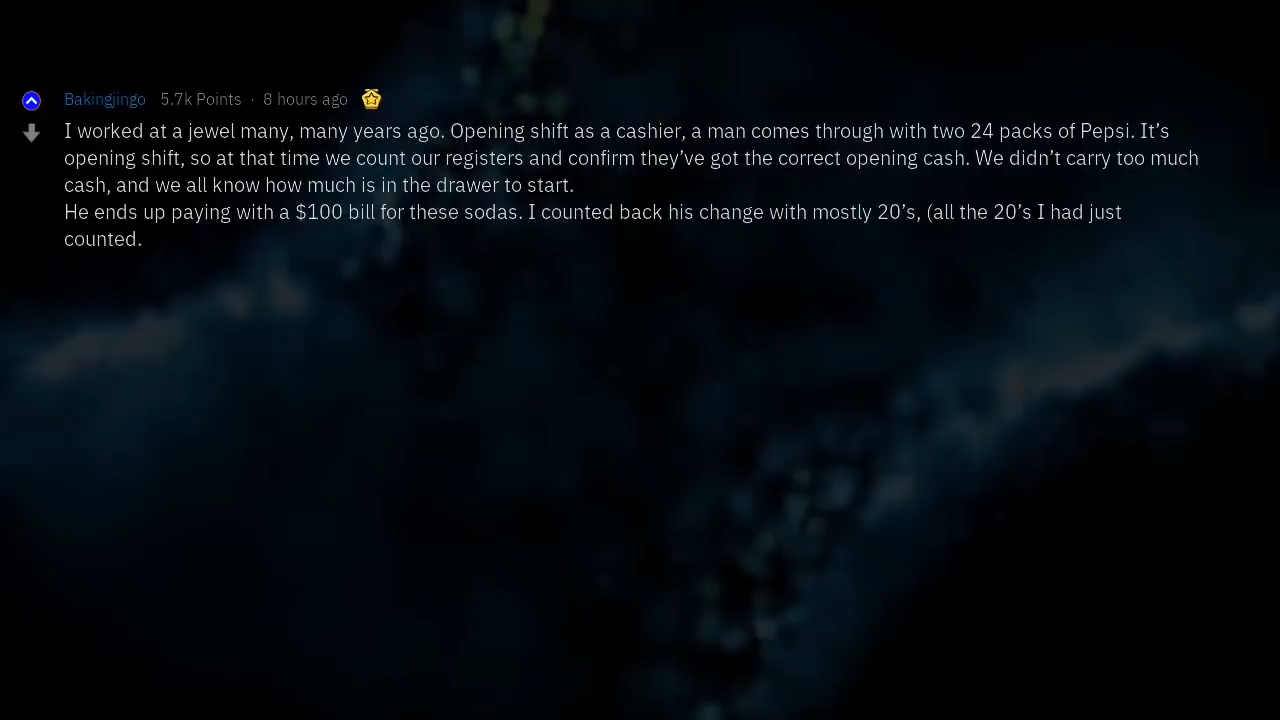 Bakingjingo 5.7k Points · 8 hours ago
I worked at a jewel many, many years ago. Opening shift as a cashier, a man comes through with two 24 packs of Pepsi. It’s
opening shift, so at that time we count our registers and confirm they’ve got the correct opening cash. We didn’t carry too much
cash, and we all know how much is in the drawer to start.
He ends up paying with a $100 bill for these sodas. I counted back his change with mostly 20’s, (all the 20’s I had just
counted.